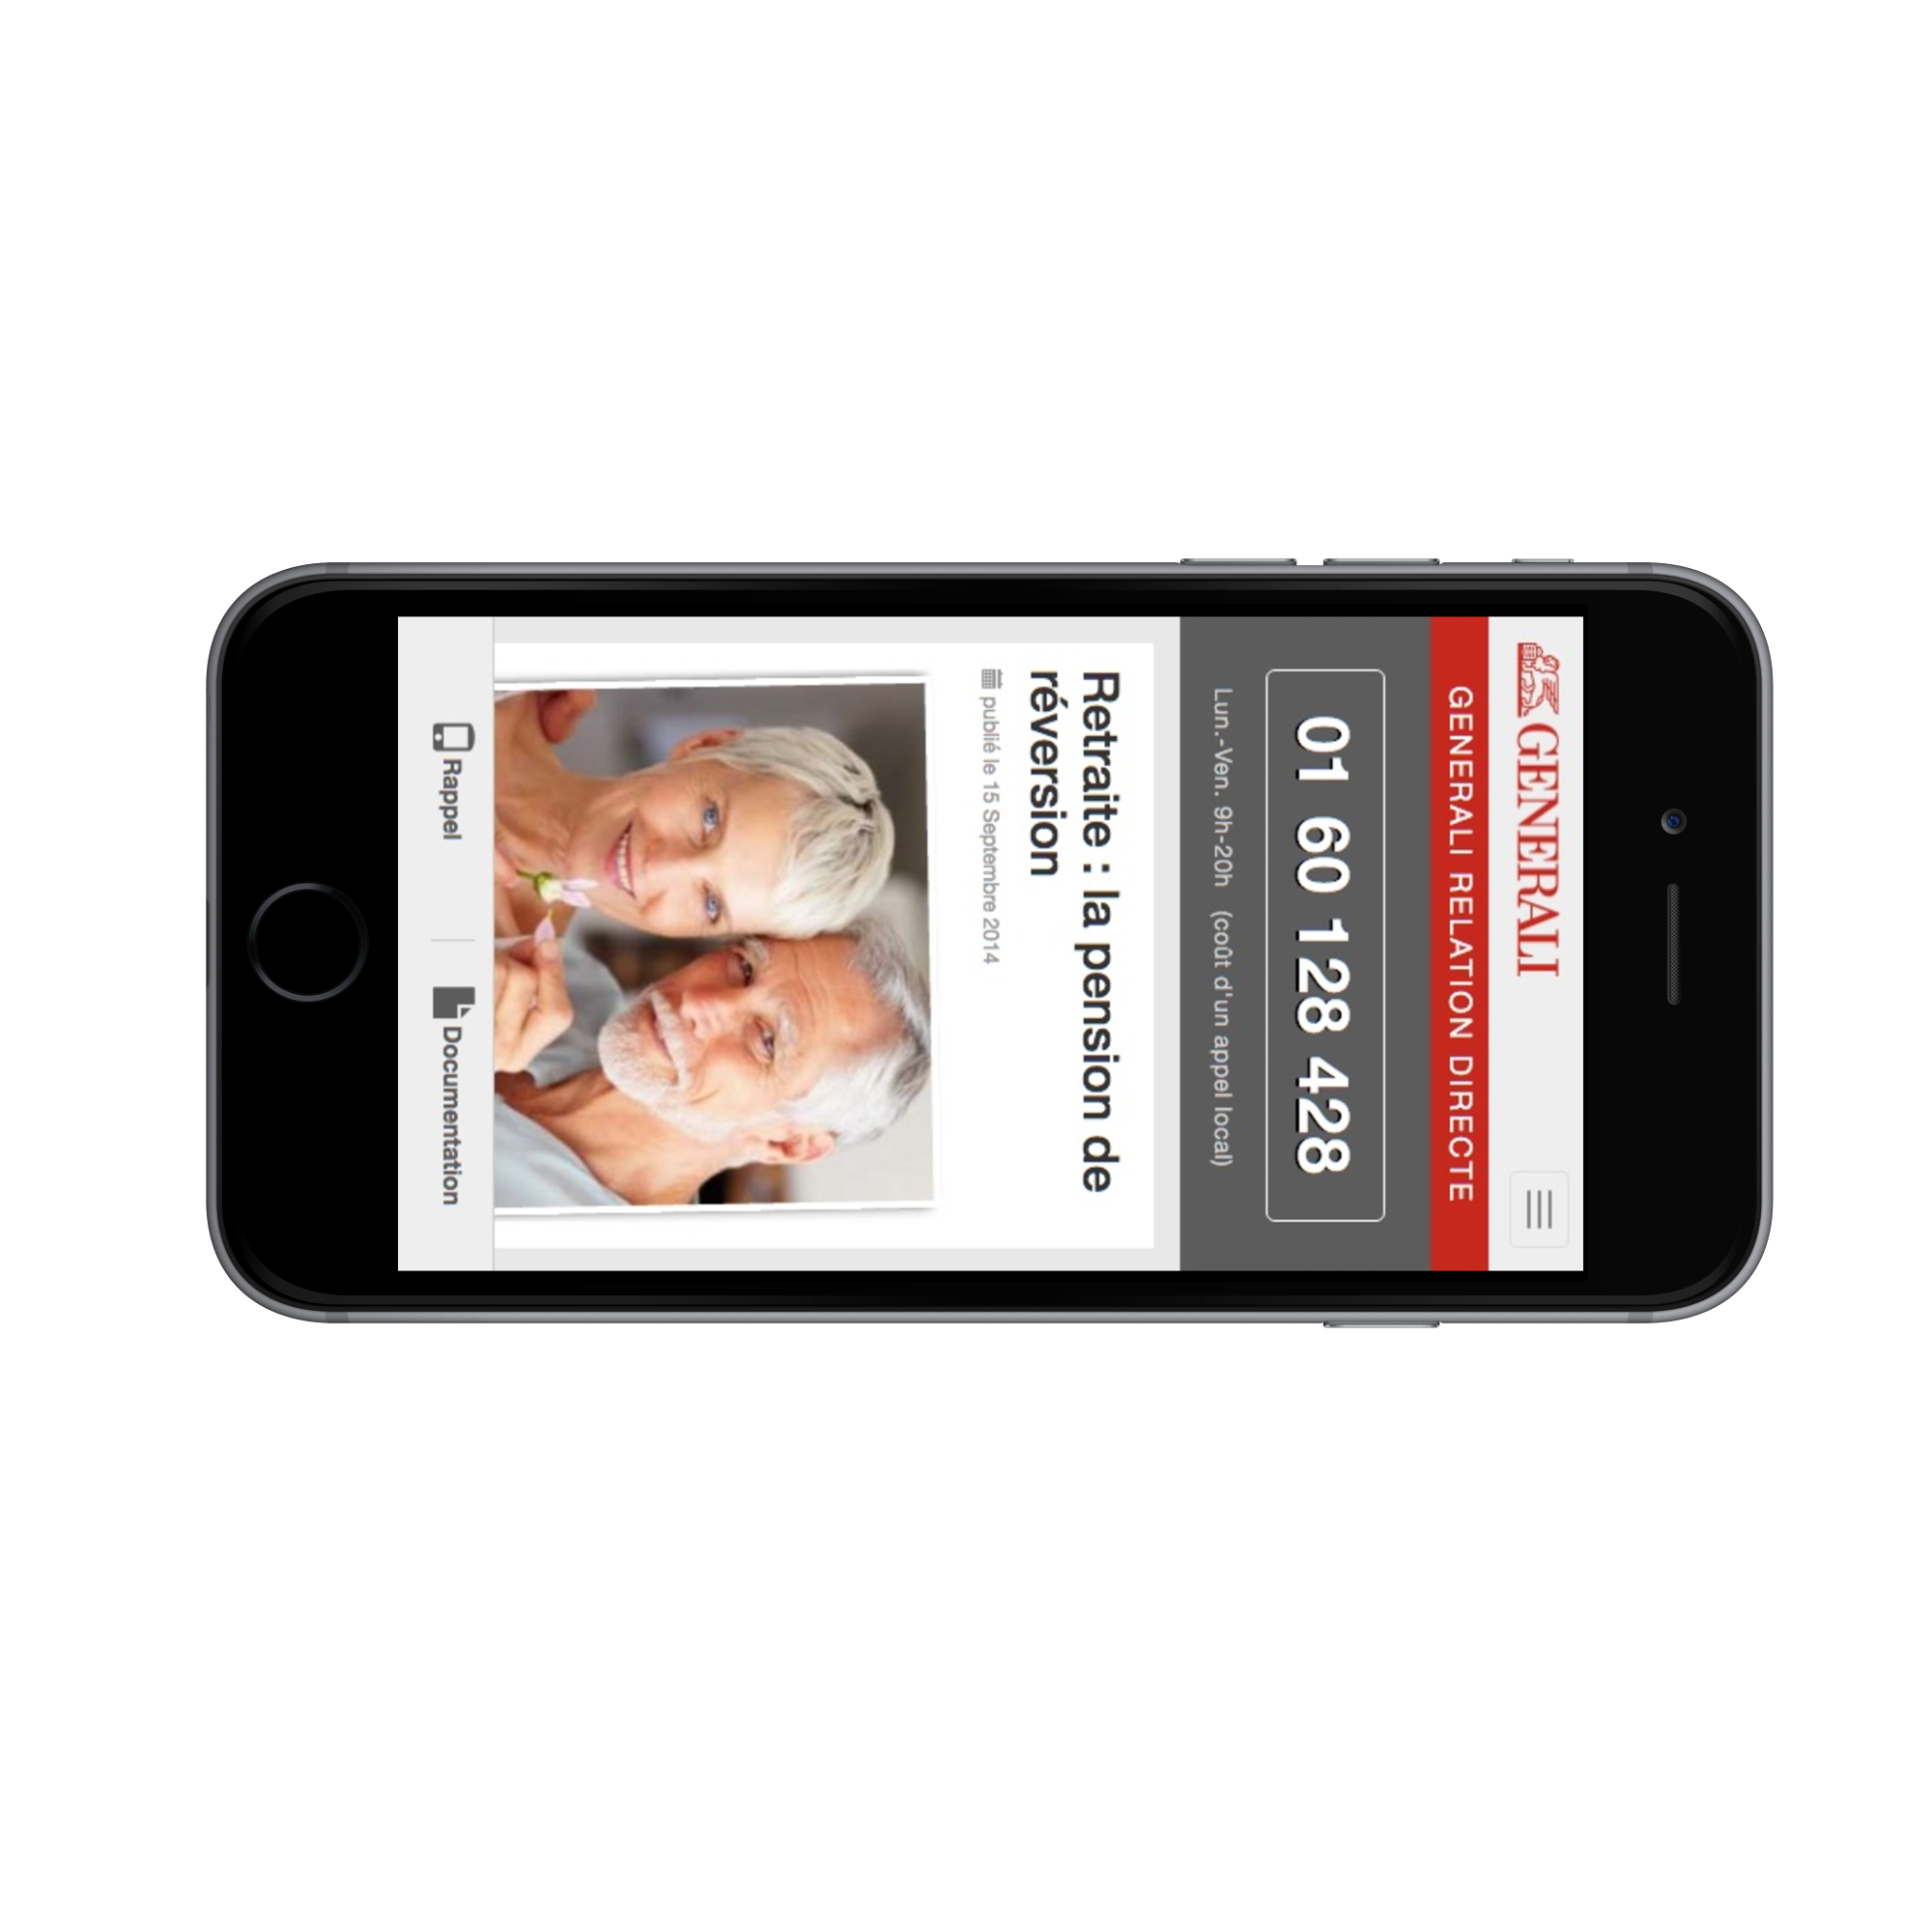 GENERALI
GENERALI RELATION DIRECTE
01 60 128 428
Lun.-Ven. 9h-20h (coût d'un appel local)
Retraite : la pension de
réversion
publié le 15 Septembre 2014
Rappel
Documentation